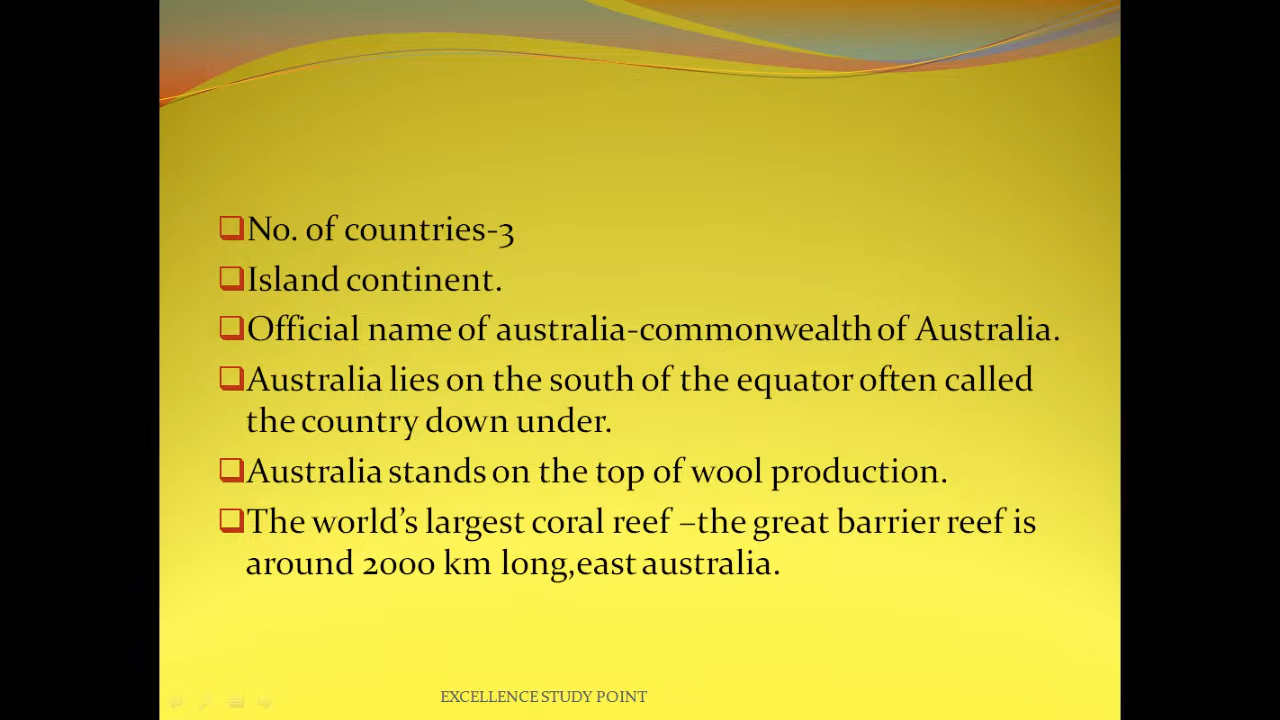 No. of countries-3
Island continent.
Official name of australia-commonwealth of Australia.
Australia lies on the south of the equator often called
the country down under.
Australia stands on the top of wool production.
The world’s largest coral reef –the great barrier reef is
around 2000 km long,east australia.
EXCELLENCE STUDY POINT